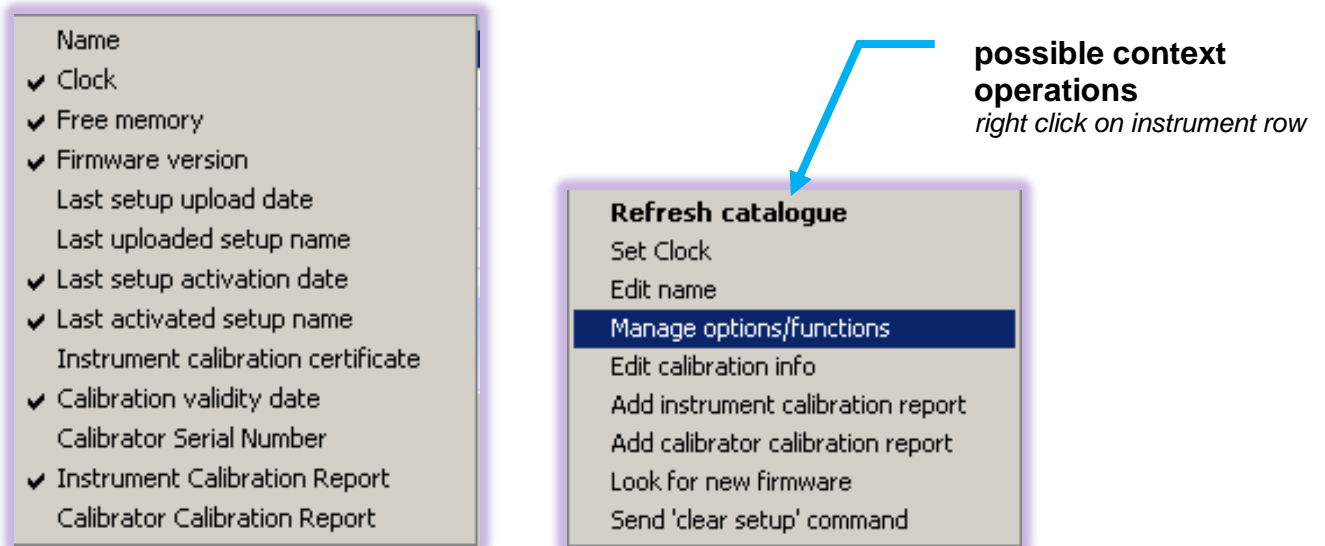 Name
Clock
Free memory
Firmware version
Last setup upload date
Last uploaded setup name
Last setup activation date
Last activated setup name
Instrument calibration certificate
Calibration validity date
Calibrator Serial Number
Instrument Calibration Report
Calibrator Calibration Report
possible context
operations
right click on instrument row
Refresh catalogue
Set Clock
Edit name
Manage options/functions
Edit calibration info
Add instrument calibration report
Add calibrator calibration report
Look for new firmware
Send 'clear setup' command